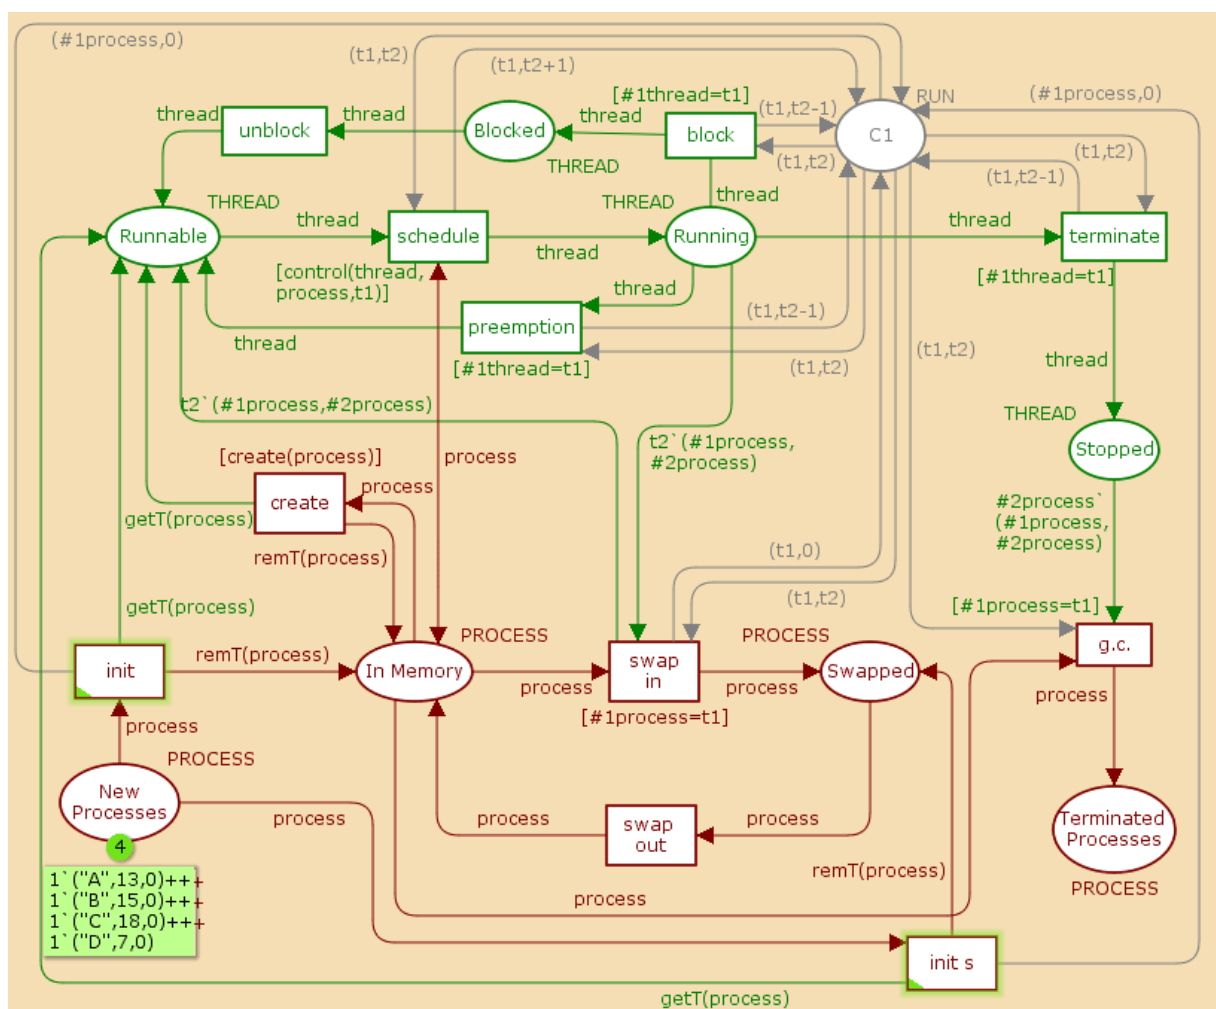 (#1process,0)
(t1,t2)
(t1,t2+1)
[#1thread=t1]
RUN
(#1process,0)
thread
unblock
thread
Blocked
thread
block
(t1,t2-1)
C1
(t1,t2)
(t1,t2)
(t1,t2-1)
THREAD
THREAD
THREAD
thread
Runnable
thread
schedule
thread
Running
thread
terminate
[control(thread,
process,t1)]
[#1thread=t1]
thread
preemption
(t1,t2-1)
thread
[#1thread=t1]
(t1,t2)
(t1,t2)
thread
t2`(#1process,#2process)
THREAD
t2`(#1process,
#2process)
Stopped
[create(process)]
process
process
create
getT(process)
#2process`
(#1process,
#2process)
remT(process)
(t1,0)
(t1,t2)
getT(process)
[#1process=t1]
PROCESS
PROCESS
init
remT(process)
In Memory
swap
in
Swapped
g.c.
process
process
process
[#1process=t1]
process
PROCESS
New
Processes
process
process
swap
out
process
Terminated
Processes
4
remT(process)
PROCESS
1`("A",13,0)+++
1`("B",15,0)+++
1`("C",18,0)+++
1`("D",7,0)
process
init s
getT(process)